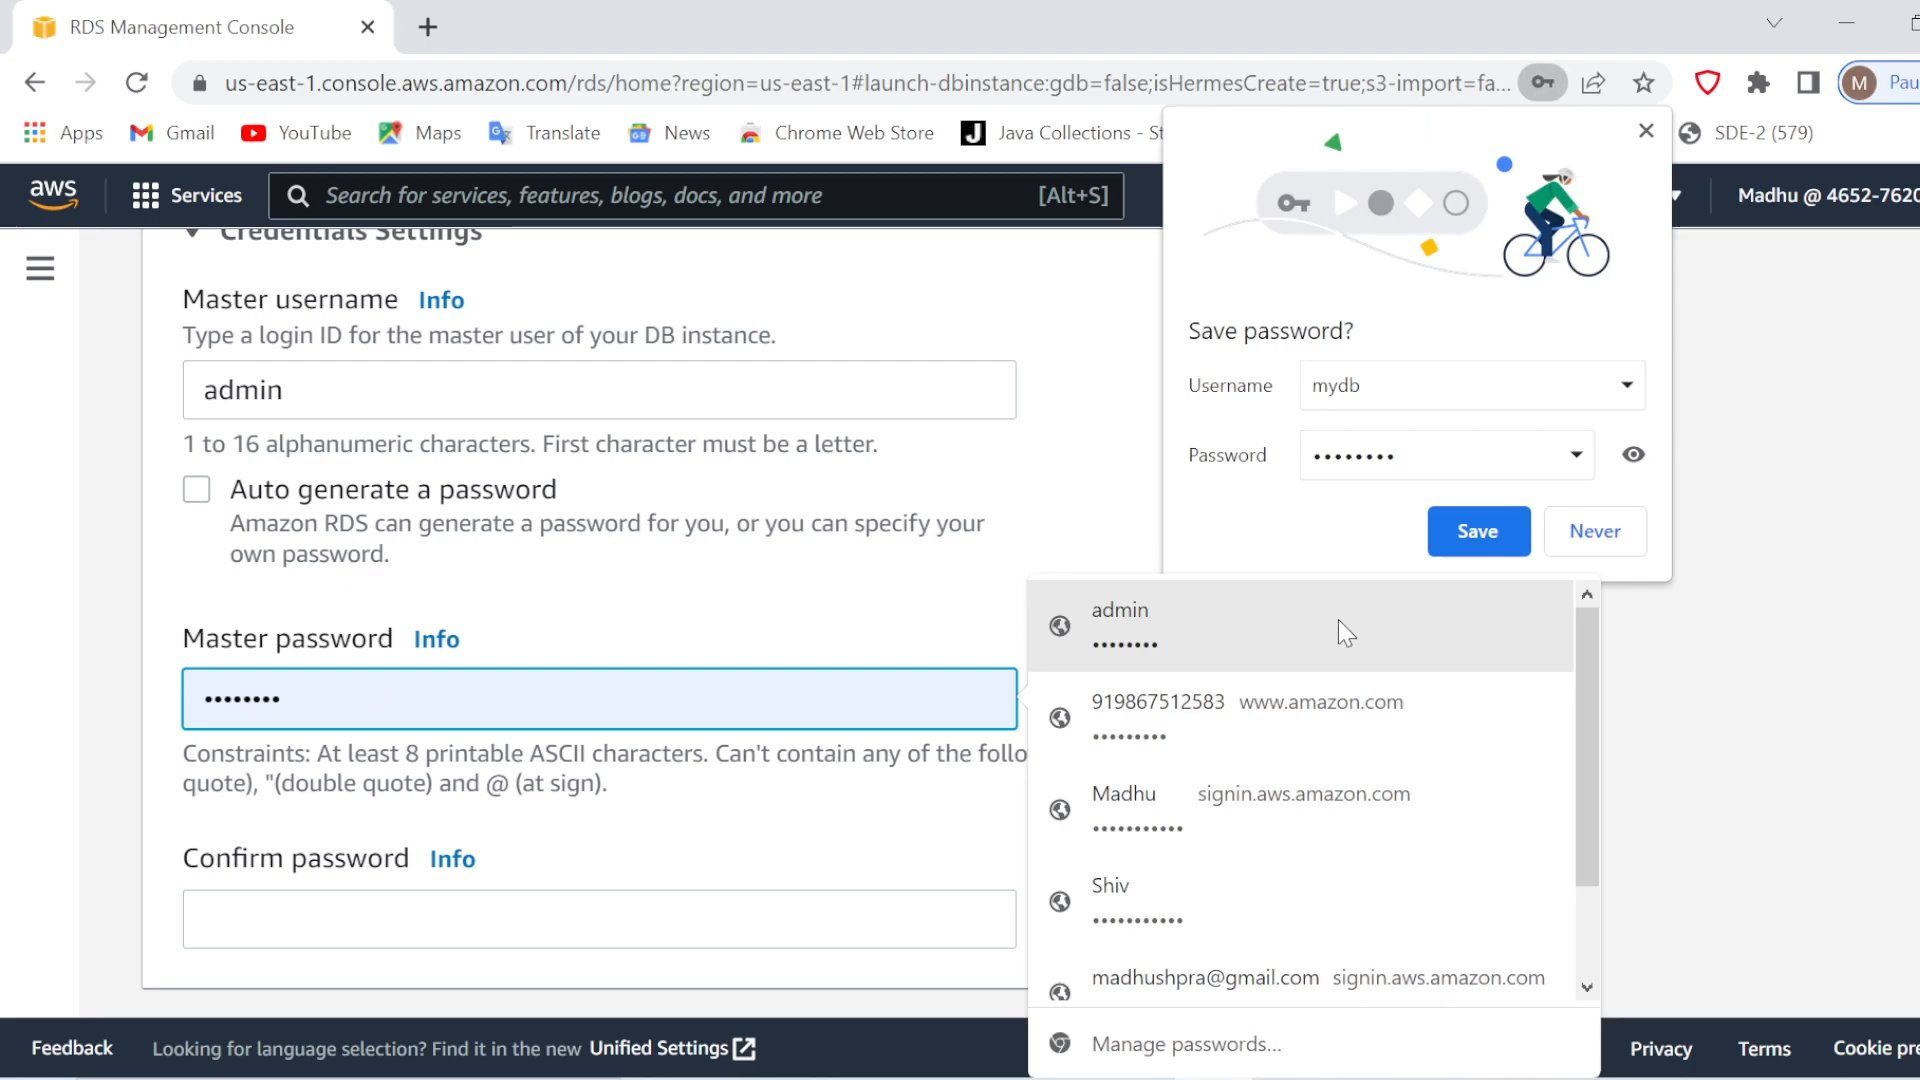 RDS Management Console
us-east-1.console.aws.amazon.com/rds/home?region=us-east-1#launch-dbinstance:gdb=false;isHermesCreate=true;s3-import=fa...
M
Pau
Apps
Gmail
YouTube
Maps
Translate
News
Chrome Web Store
J
Java Collections - St
SDE-2 (579)
aws
Services
Search for services, features, blogs, docs, and more
[Alt+S]
Madhu @ 4652-7620
Credentials Settings
Master username Info
Type a login ID for the master user of your DB instance.
admin
1 to 16 alphanumeric characters. First character must be a letter.
Auto generate a password
Amazon RDS can generate a password for you, or you can specify your
own password.
Master password Info
••••••••
Constraints: At least 8 printable ASCII characters. Can't contain any of the follo
quote), "(double quote) and @ (at sign).
Confirm password Info
Save password?
Username mydb
Password ••••••••
Save
Never
admin
••••••••
919867512583 www.amazon.com
•••••••••
Madhu signin.aws.amazon.com
•••••••••••
Shiv
•••••••••••
madhushpra@gmail.com signin.aws.amazon.com
Manage passwords...
Feedback
Looking for language selection? Find it in the new Unified Settings
Privacy
Terms
Cookie pre